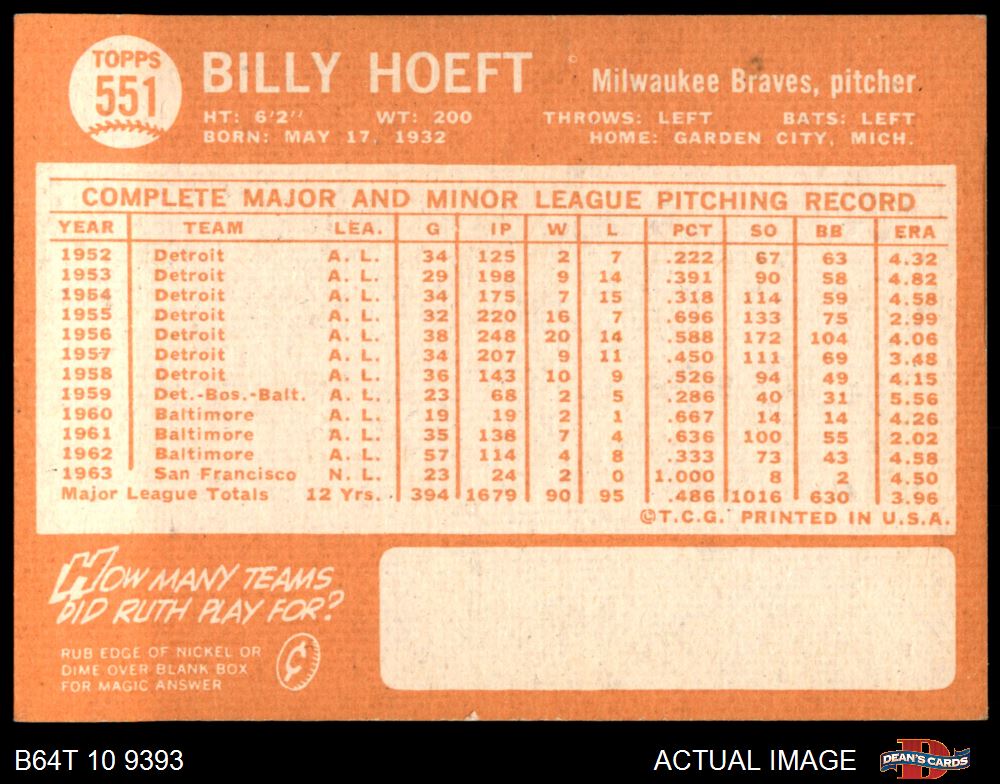 TOPPS
551
BILLY HOEFT
Milwaukee Braves, pitcher
HT: 6'2" WT: 200 THROWS: LEFT BATS: LEFT
BORN: MAY 17, 1932 HOME: GARDEN CITY, MICH.
COMPLETE MAJOR AND MINOR LEAGUE PITCHING RECORD
YEAR TEAM LEA. G IP W L PCT SO BB ERA
1952 Detroit A. L. 34 125 2 7 .222 67 63 4.32
1953 Detroit A. L. 29 198 9 14 .391 90 58 4.82
1954 Detroit A. L. 34 175 7 15 .318 114 59 4.58
1955 Detroit A. L. 32 220 16 7 .696 133 75 2.99
1956 Detroit A. L. 38 248 20 14 .588 172 104 4.06
1957 Detroit A. L. 34 207 9 11 .450 111 69 3.48
1958 Detroit A. L. 36 143 10 9 .526 94 49 4.15
1959 Det.-Bos.-Balt. A. L. 23 68 2 5 .286 40 31 5.56
1960 Baltimore A. L. 19 19 2 1 .667 14 14 4.26
1961 Baltimore A. L. 35 138 7 4 .636 100 55 2.02
1962 Baltimore A. L. 57 114 4 8 .333 73 43 4.58
1963 San Francisco N. L. 23 24 2 0 1.000 8 2 4.50
Major League Totals 12 Yrs. 394 1679 90 95 .486 1016 630 3.96
©T.C.G. PRINTED IN U.S.A.
HOW MANY TEAMS
DID RUTH PLAY FOR?
RUB EDGE OF NICKEL OR
DIME OVER BLANK BOX
FOR MAGIC ANSWER
B64T 10 9393 ACTUAL IMAGE DEAN'S CARDS